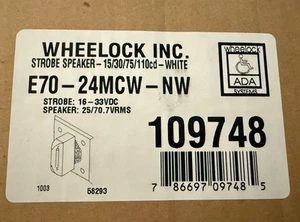 WHEELOCK INC.
STROBE SPEAKER-15/30/75/110cd-WHITE
E70-24MCW-NW
STROBE: 16-33VDC
SPEAKER: 25/70.7VRMS
wheelock
ADA
SYSTEMS
109748
1003
58293
7 86697 09748 5